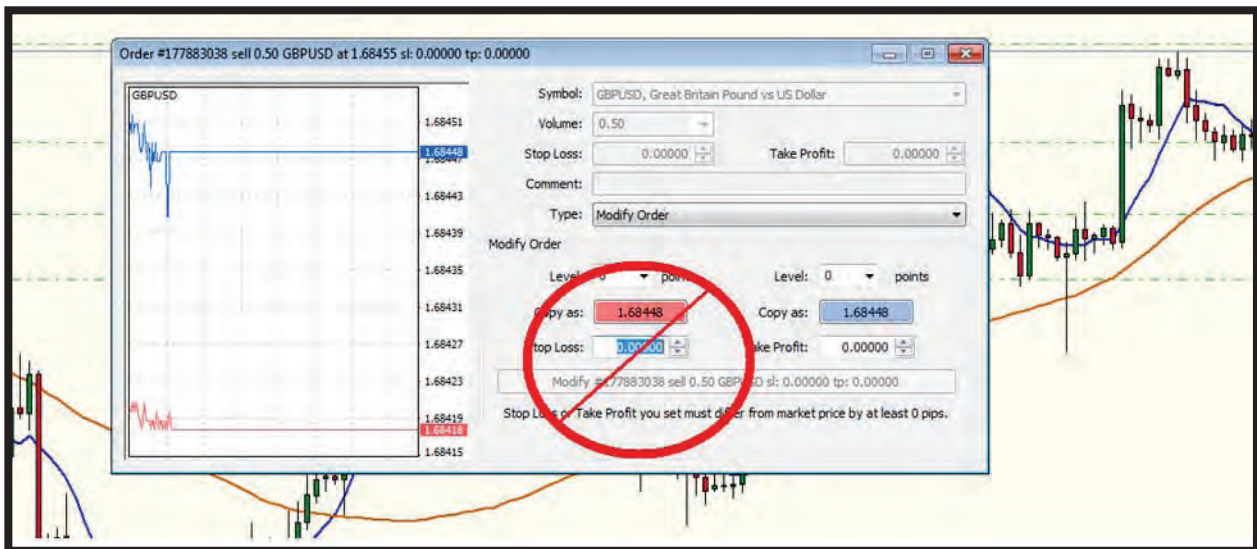 Order #177883038 sell 0.50 GBPUSD at 1.68455 sl: 0.00000 tp: 0.00000
GBPUSD
1.68451
1.68448
1.68447
1.68443
1.68439
1.68435
1.68431
1.68427
1.68423
1.68419
1.68418
1.68415
Symbol: GBPUSD, Great Britain Pound vs US Dollar
Volume: 0.50
Stop Loss: 0.00000 Take Profit: 0.00000
Comment:
Type: Modify Order
Modify Order
Level: 0 points Level: 0 points
Copy as: 1.68448 Copy as: 1.68448
Stop Loss: 0.00000 Take Profit: 0.00000
Modify #177883038 sell 0.50 GBPUSD sl: 0.00000 tp: 0.00000
Stop Loss or Take Profit you set must differ from market price by at least 0 pips.